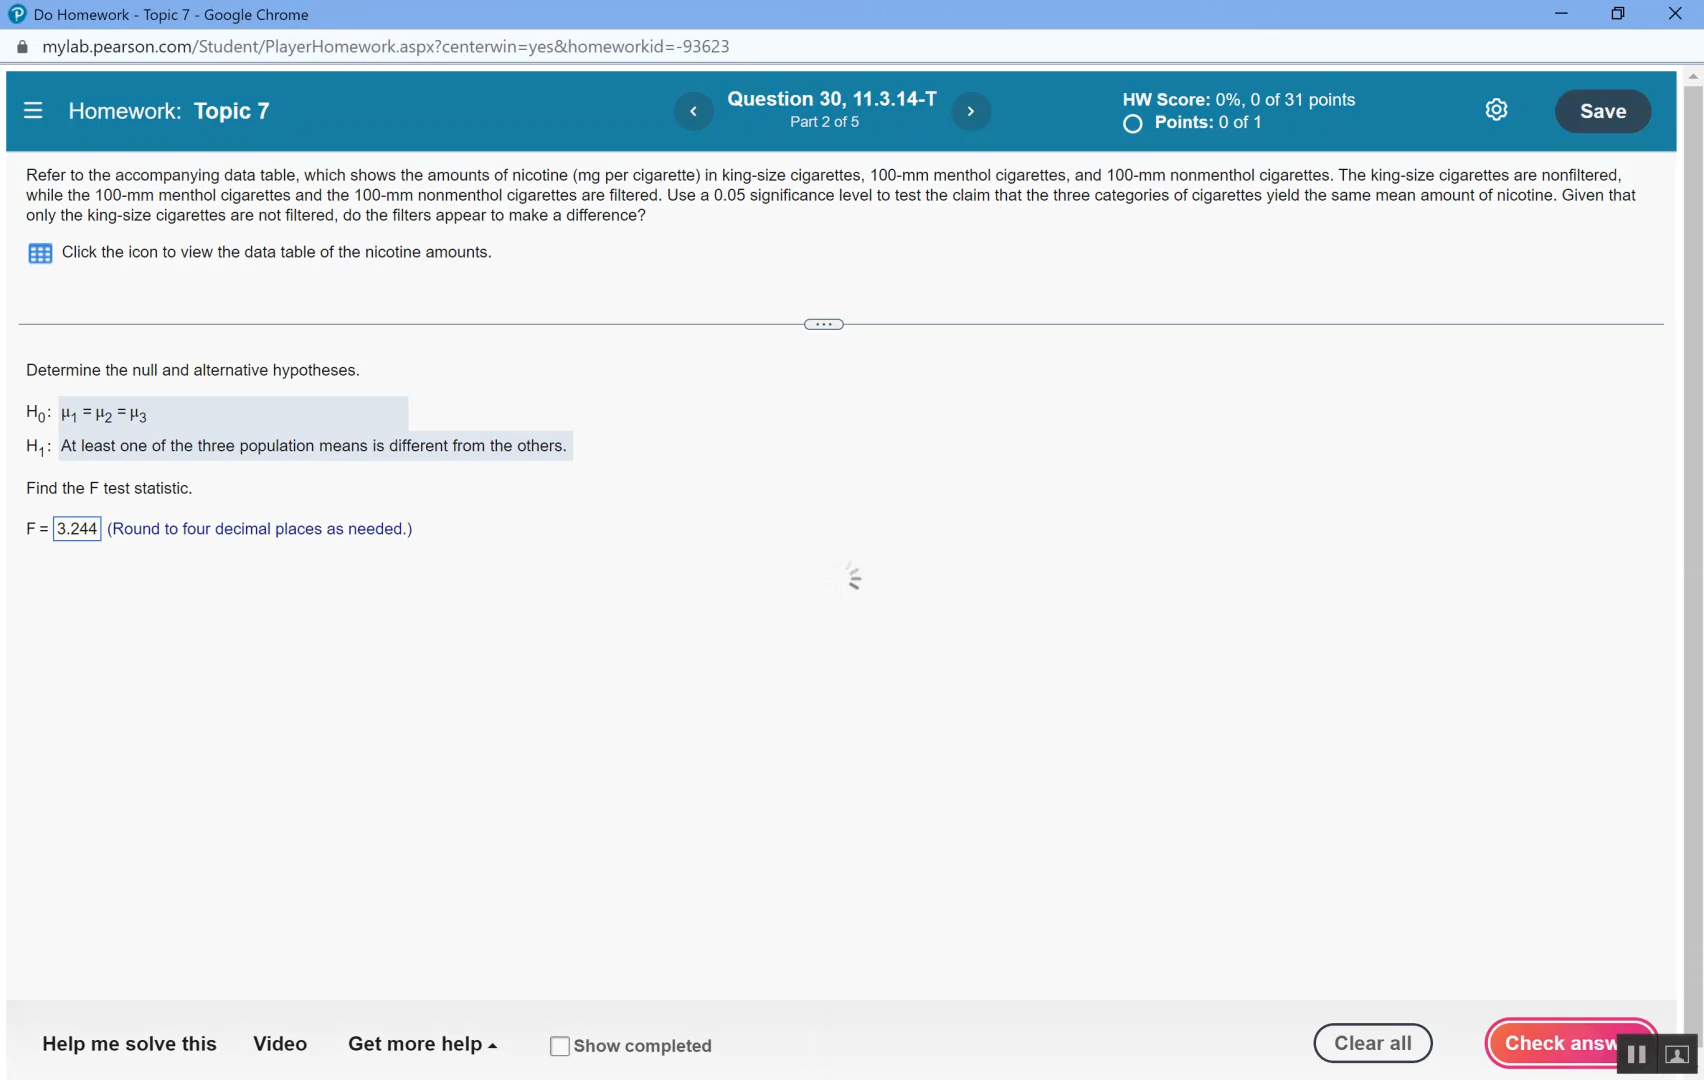 Do Homework - Topic 7 - Google Chrome
mylab.pearson.com/Student/PlayerHomework.aspx?centerwin=yes&homeworkid=-93623
Homework: Topic 7
Question 30, 11.3.14-T
Part 2 of 5
HW Score: 0%, 0 of 31 points
Points: 0 of 1
Save
Refer to the accompanying data table, which shows the amounts of nicotine (mg per cigarette) in king-size cigarettes, 100-mm menthol cigarettes, and 100-mm nonmenthol cigarettes. The king-size cigarettes are nonfiltered,
while the 100-mm menthol cigarettes and the 100-mm nonmenthol cigarettes are filtered. Use a 0.05 significance level to test the claim that the three categories of cigarettes yield the same mean amount of nicotine. Given that
only the king-size cigarettes are not filtered, do the filters appear to make a difference?
Click the icon to view the data table of the nicotine amounts.
Determine the null and alternative hypotheses.
H₀: μ₁ = μ₂ = μ₃
H₁: At least one of the three population means is different from the others.
Find the F test statistic.
F = 3.244 (Round to four decimal places as needed.)
Help me solve this
Video
Get more help
Show completed
Clear all
Check answ